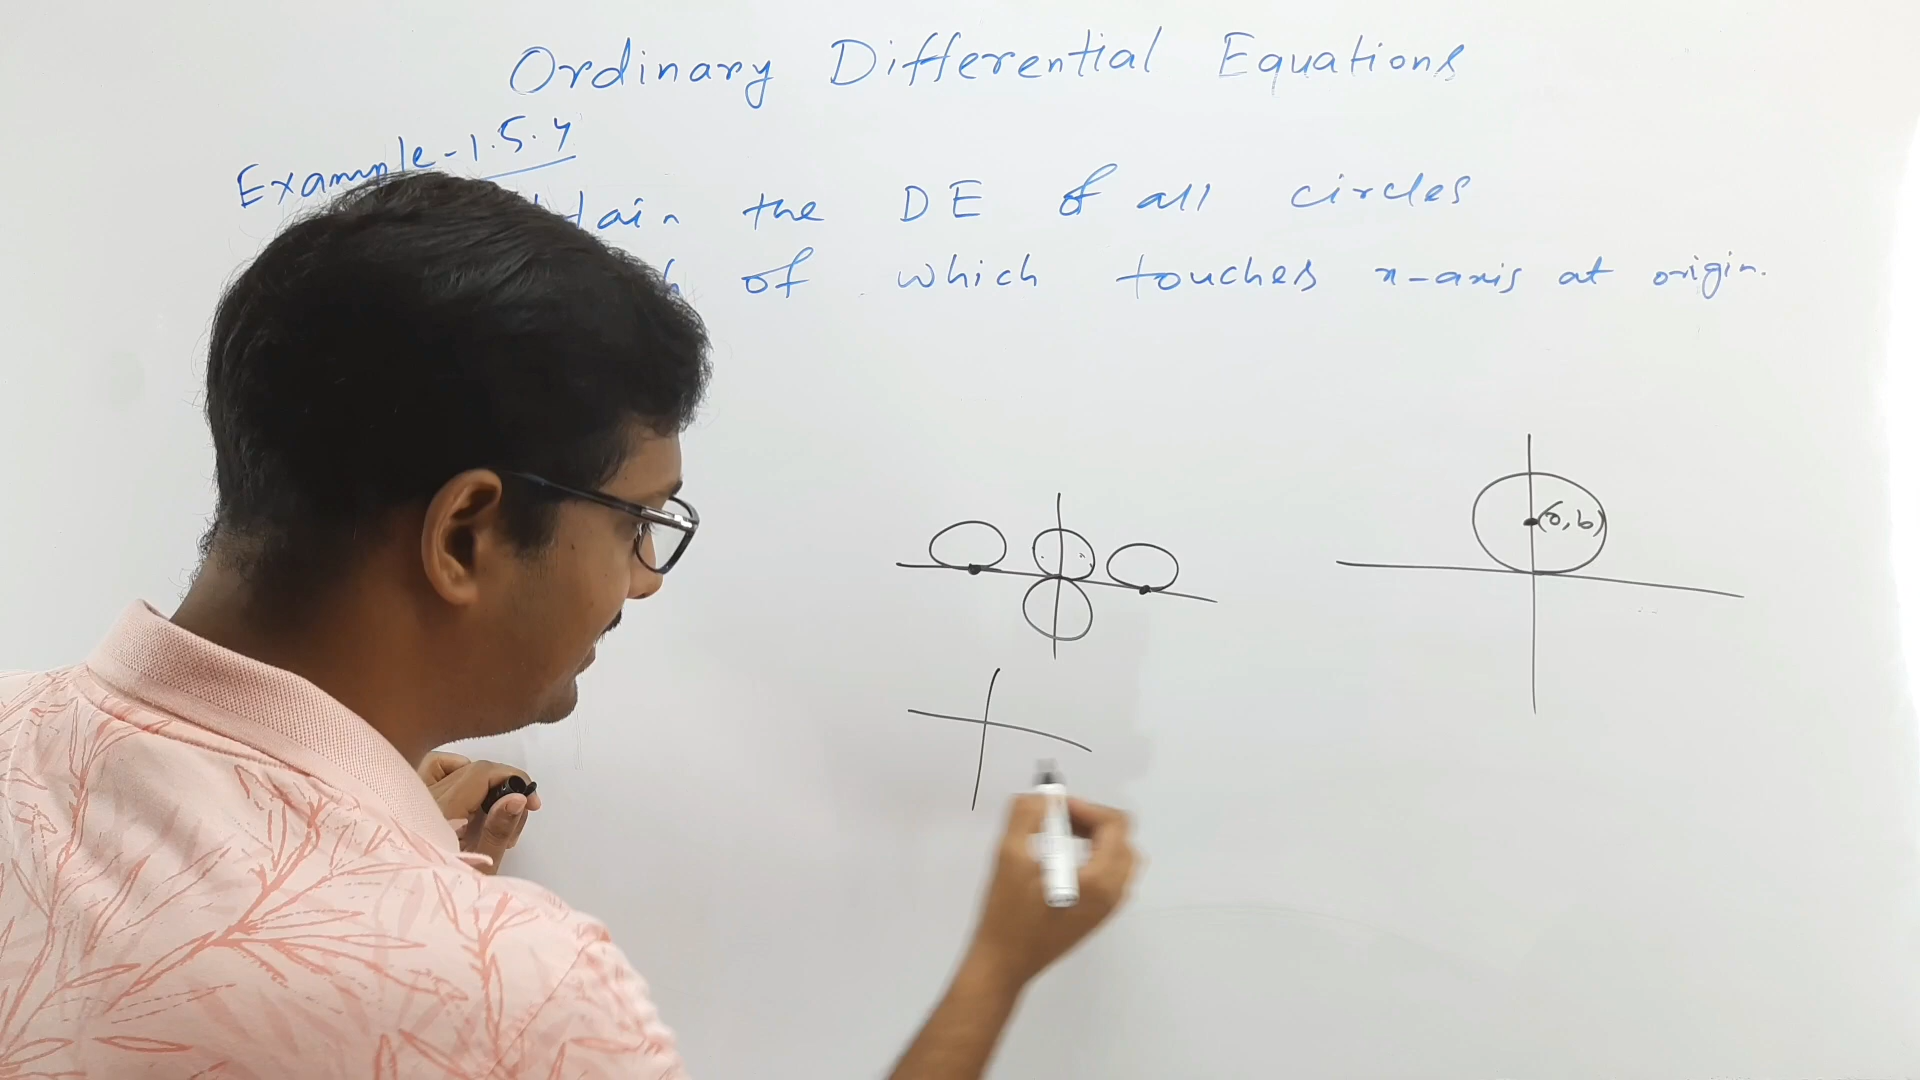 Ordinary Differential Equations
Example-1.5.4
the DE of all circles
of which touches x-axis at origin.
(0,b)